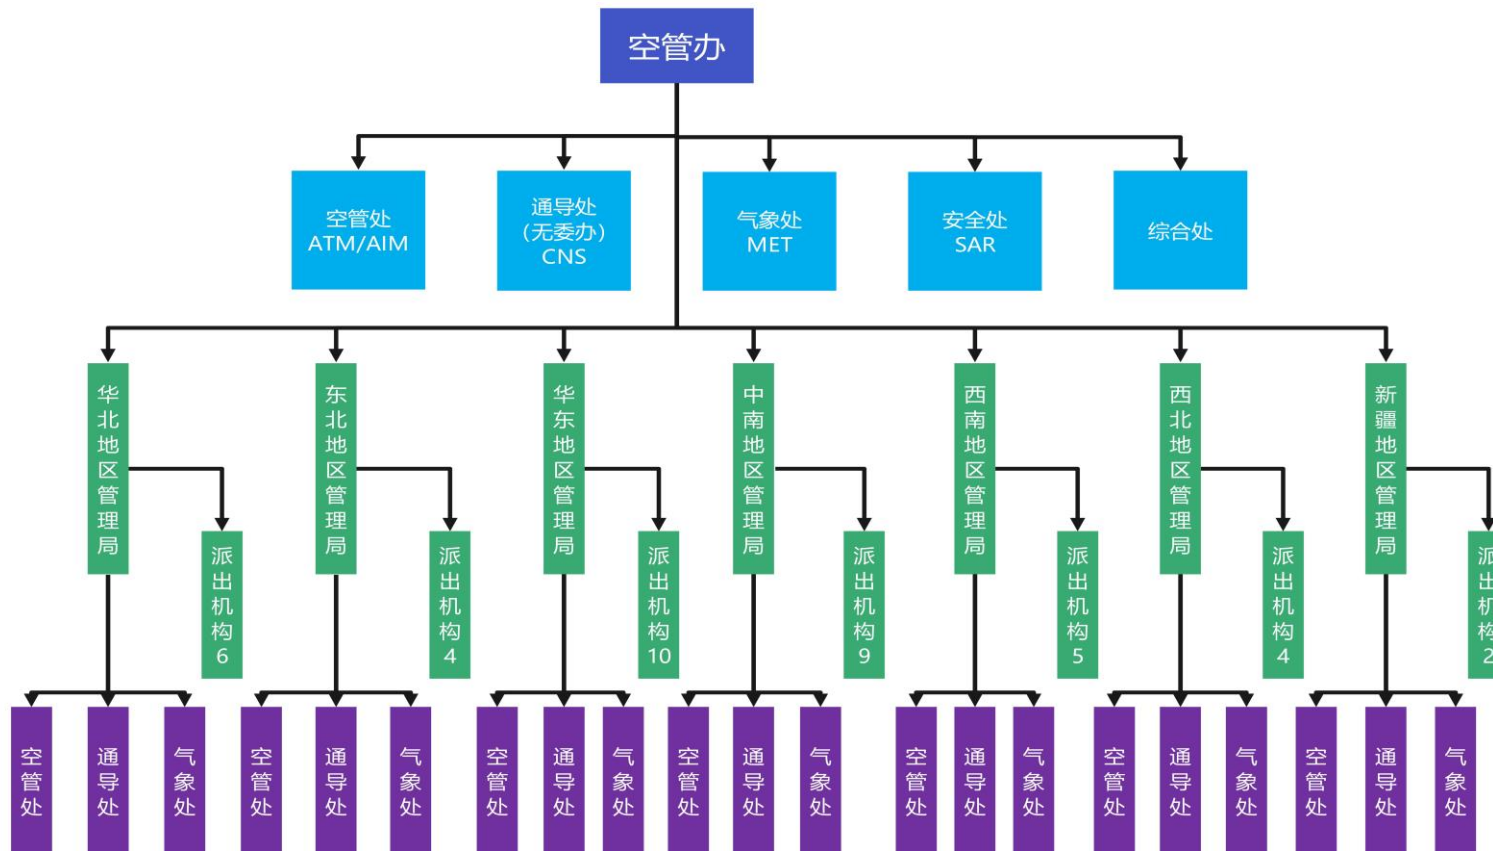 空管办
空管处
ATM/AIM
通导处
(无委办)
CNS
气象处
MET
安全处
SAR
综合处
华北地区管理局
东北地区管理局
华东地区管理局
中南地区管理局
西南地区管理局
西北地区管理局
新疆地区管理局
派出机构6
派出机构4
派出机构10
派出机构9
派出机构5
派出机构4
派出机构2
空管处
通导处
气象处
空管处
通导处
气象处
空管处
通导处
气象处
空管处
通导处
气象处
空管处
通导处
气象处
空管处
通导处
气象处
空管处
通导处
气象处